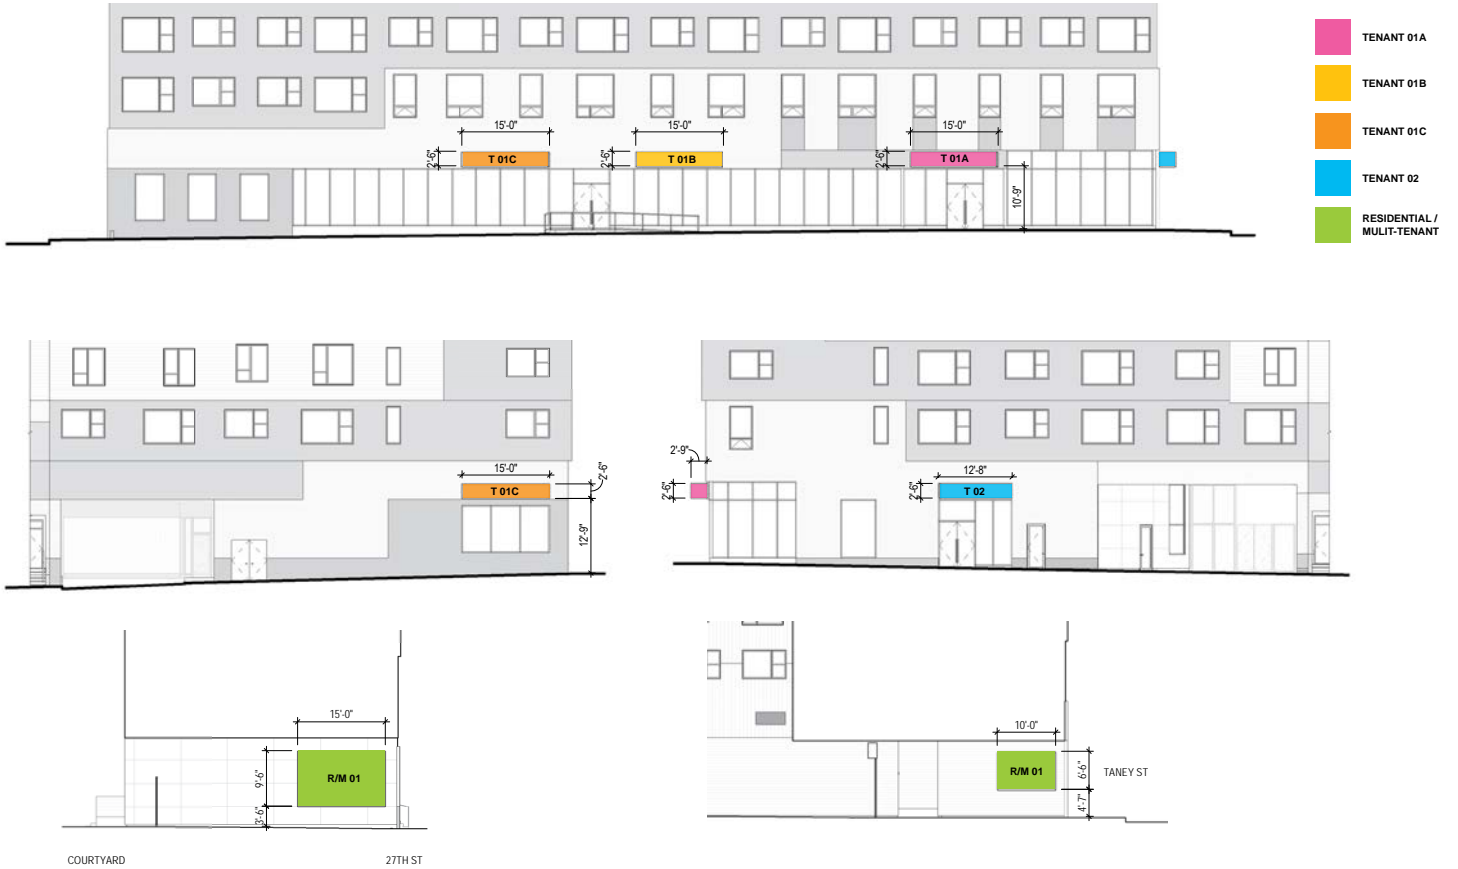 TENANT 01A
TENANT 01B
TENANT 01C
TENANT 02
RESIDENTIAL /
MULIT-TENANT
15'-0"
15'-0"
15'-0"
2'-6"
T 01C
2'-6"
T 01B
2'-6"
T 01A
10'-9"
15'-0"
2'-6"
T 01C
12'-9"
2'-9"
2'-6"
12'-8"
2'-6"
T 02
15'-0"
9'-6"
R/M 01
3'-6"
COURTYARD
27TH ST
10'-0"
R/M 01
6'-6"
TANEY ST
4'-7"